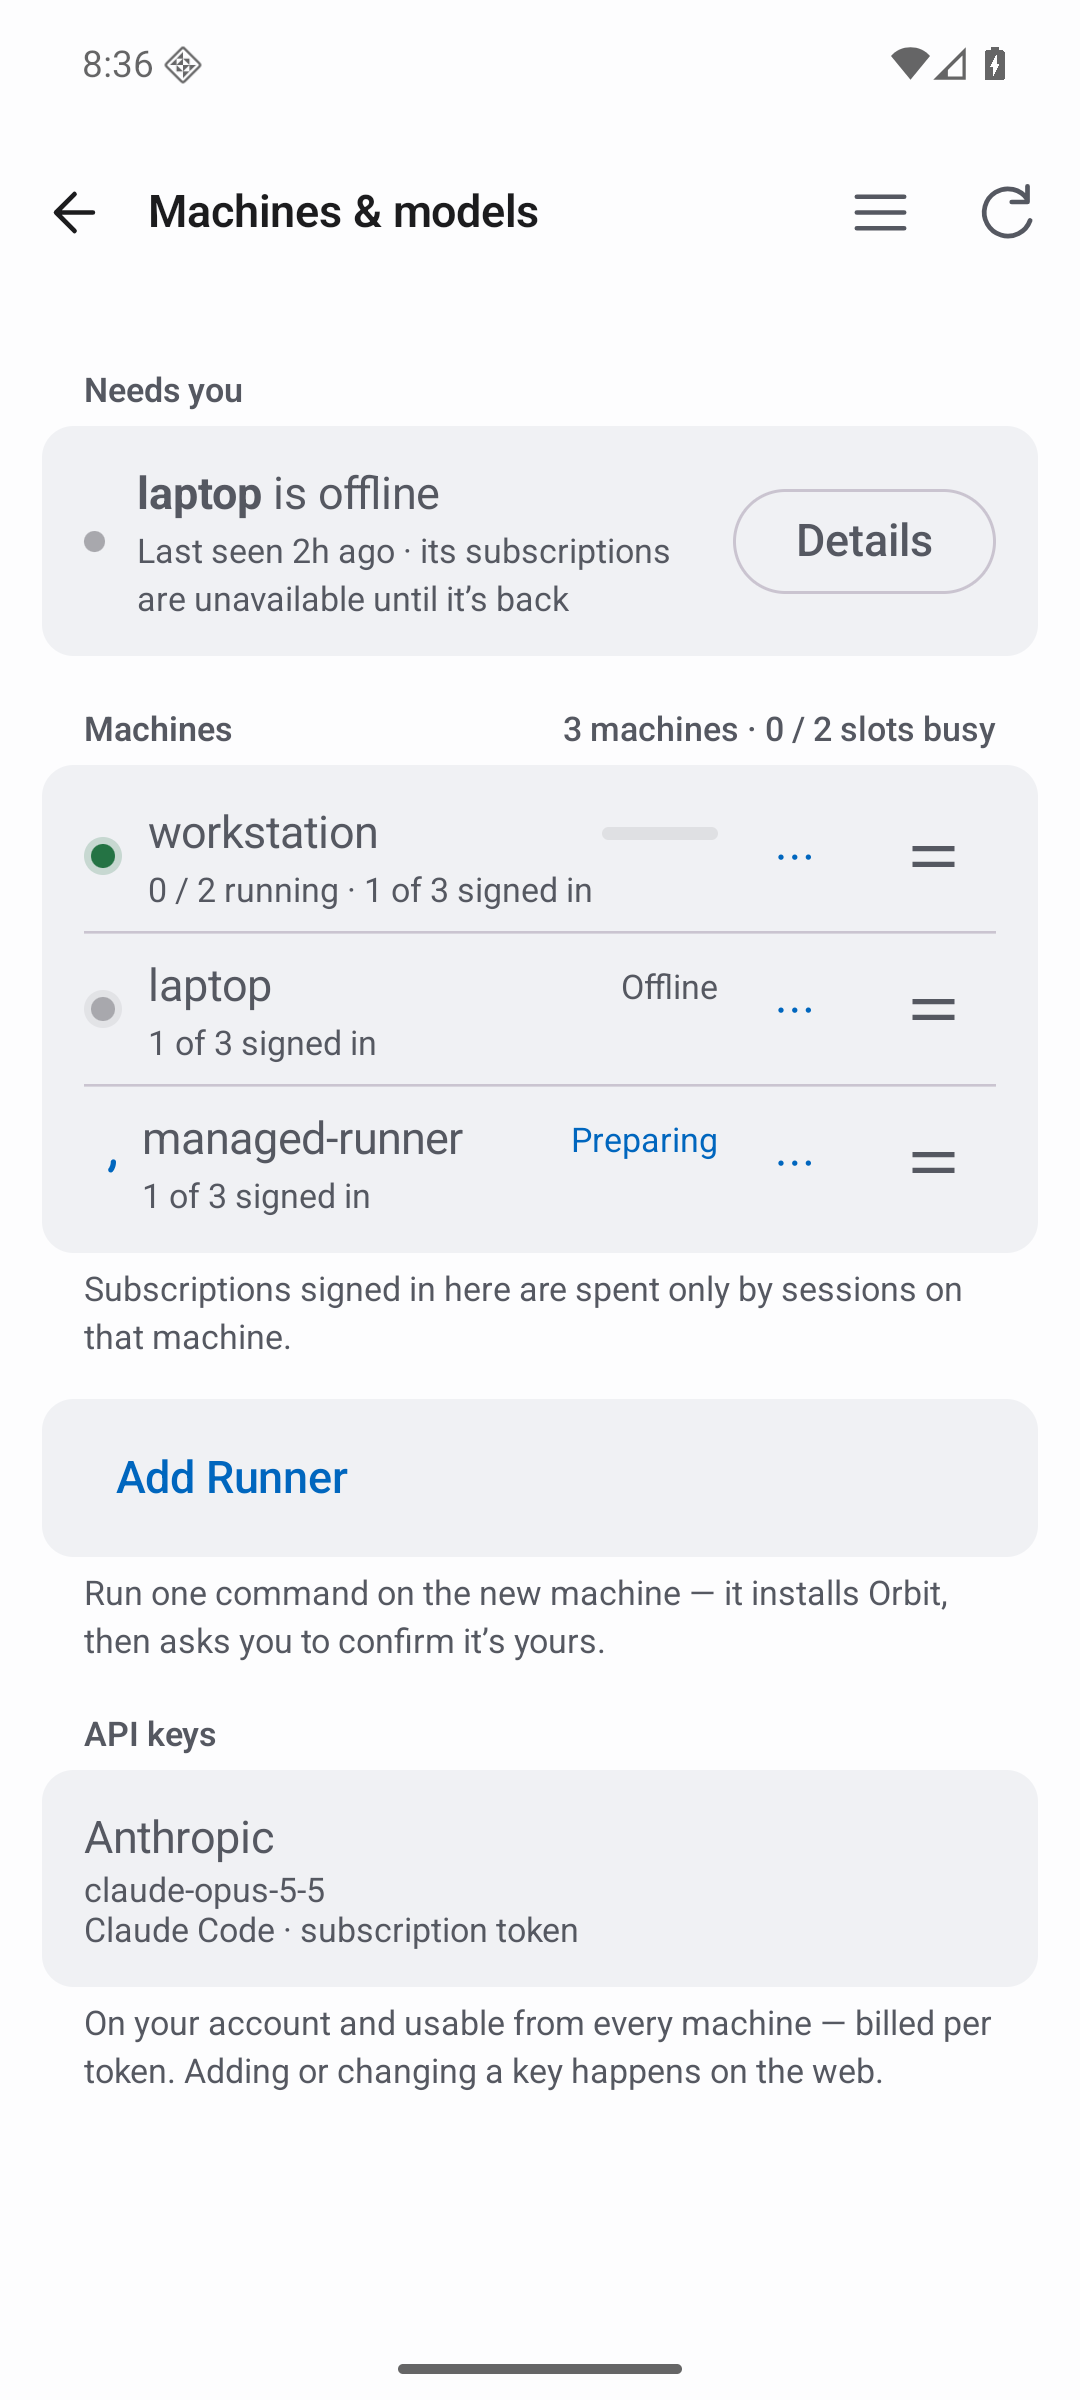 8:36
Machines & models
Needs you
laptop is offline
Last seen 2h ago · its subscriptions
are unavailable until it’s back
Details
Machines
3 machines · 0 / 2 slots busy
workstation
0 / 2 running · 1 of 3 signed in
laptop
Offline
1 of 3 signed in
managed-runner
Preparing
1 of 3 signed in
Subscriptions signed in here are spent only by sessions on
that machine.
Add Runner
Run one command on the new machine — it installs Orbit,
then asks you to confirm it’s yours.
API keys
Anthropic
claude-opus-5-5
Claude Code · subscription token
On your account and usable from every machine — billed per
token. Adding or changing a key happens on the web.